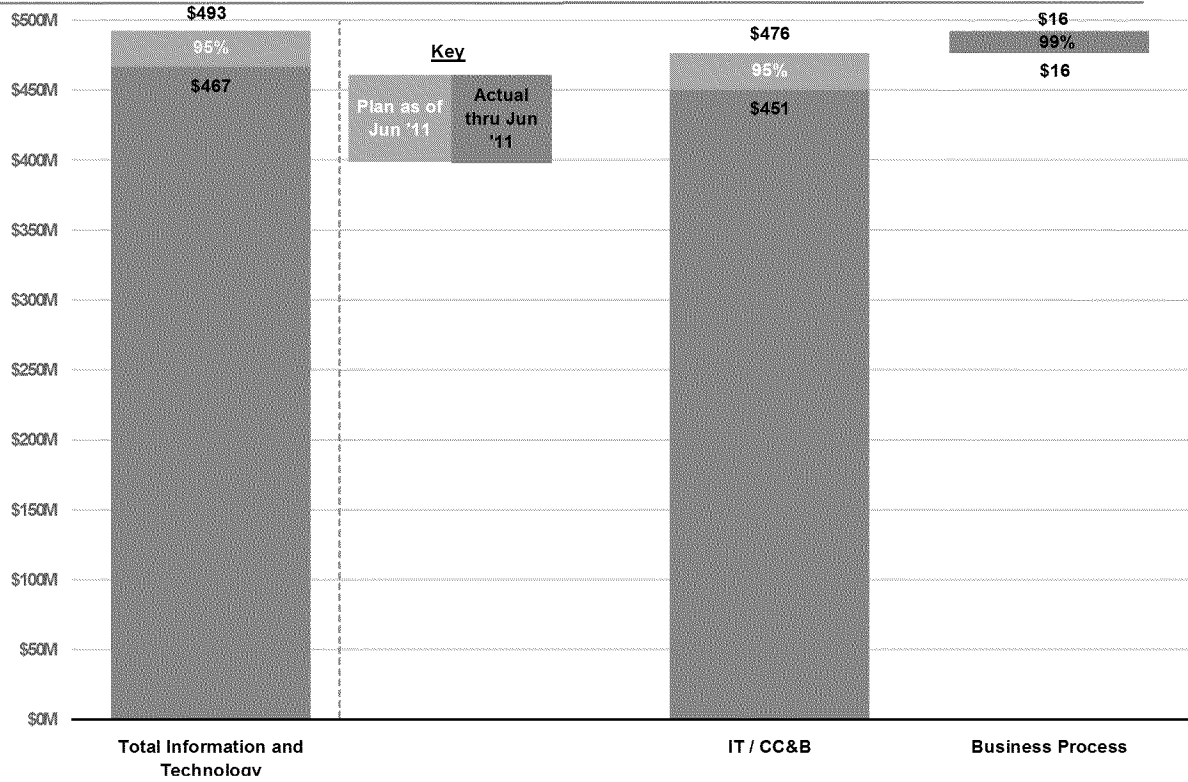 $500M
$450M
$400M
$350M
$300M
$250M
$200M
$150M
$100M
$50M
$0M
$493
95%
$467
Key
Plan as of
Jun '11
Actual
thru Jun
'11
$476
95%
$451
$16
99%
$16
Total Information and
Technology
IT / CC&B
Business Process